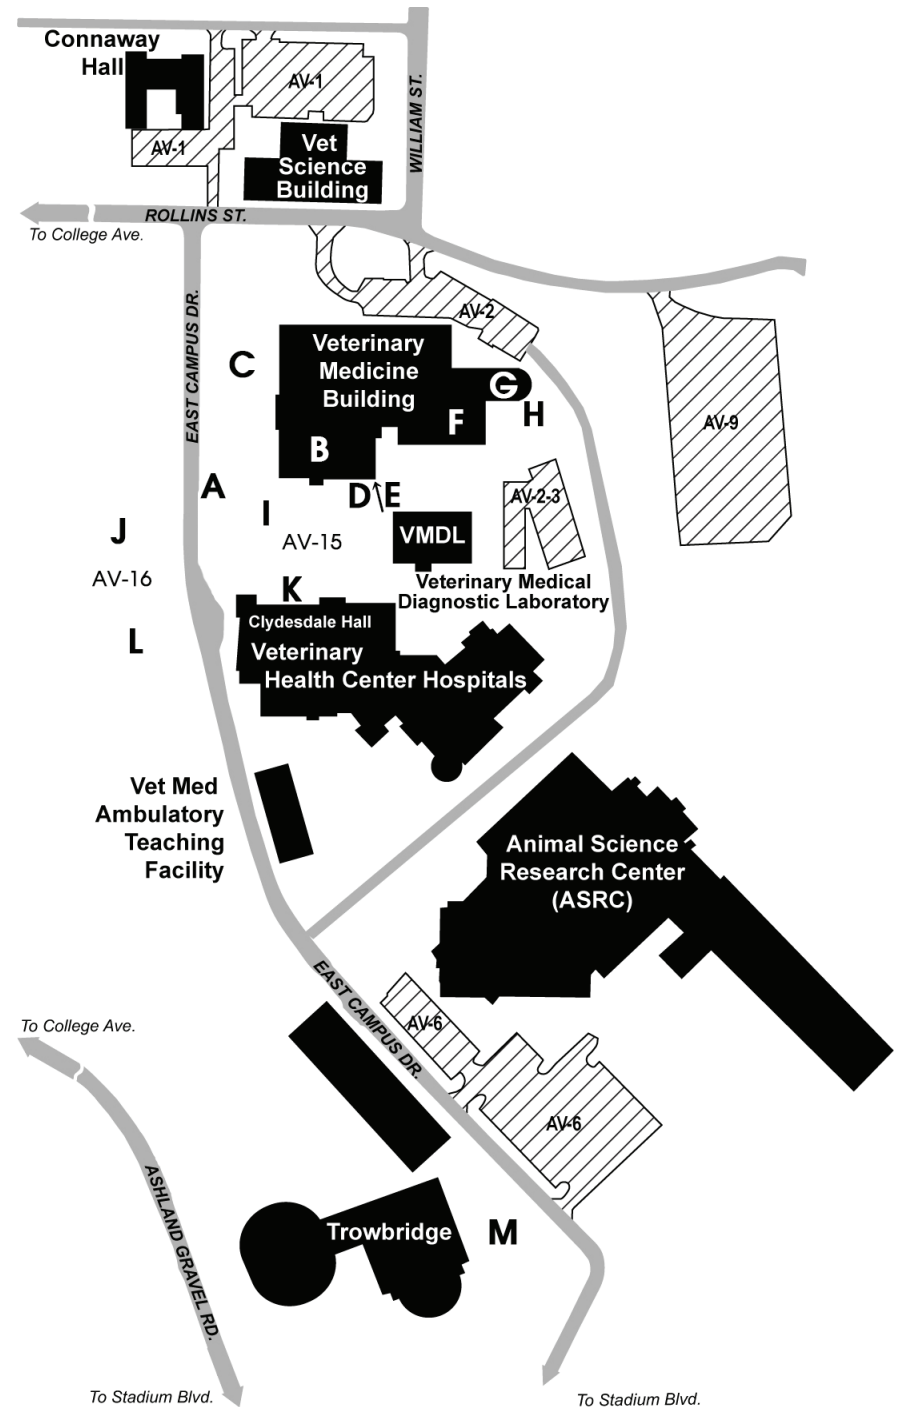 Connaway
Hall
AV-1
AV-1
WILLIAM ST.
Vet
Science
Building
ROLLINS ST.
To College Ave.
EAST CAMPUS DR.
AV-2
Veterinary
Medicine
Building
C
G
H
F
B
AV-9
A
D
E
AV-2-3
I
J
AV-15
VMDL
AV-16
K
Veterinary Medical
Diagnostic Laboratory
Clydesdale Hall
L
Veterinary
Health Center Hospitals
Vet Med
Ambulatory
Teaching
Facility
Animal Science
Research Center
(ASRC)
EAST CAMPUS DR.
AV-6
To College Ave.
AV-6
ASHLAND GRAVEL RD.
Trowbridge
M
To Stadium Blvd.
To Stadium Blvd.